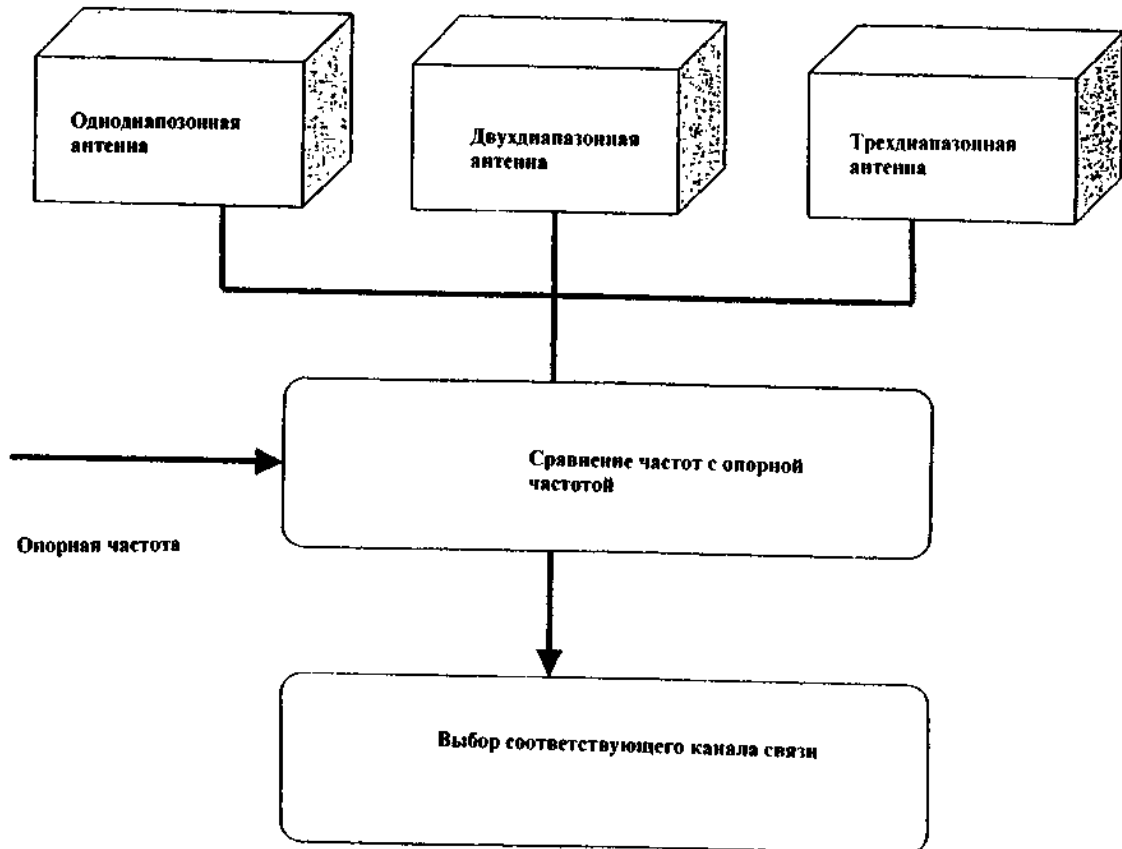 Однодиапозонная
антенна
Двухдиапазонная
антенна
Трехдиапазонная
антенна
Сравнение частот с опорной
частотой
Опорная частота
Выбор соответствующего канала связи